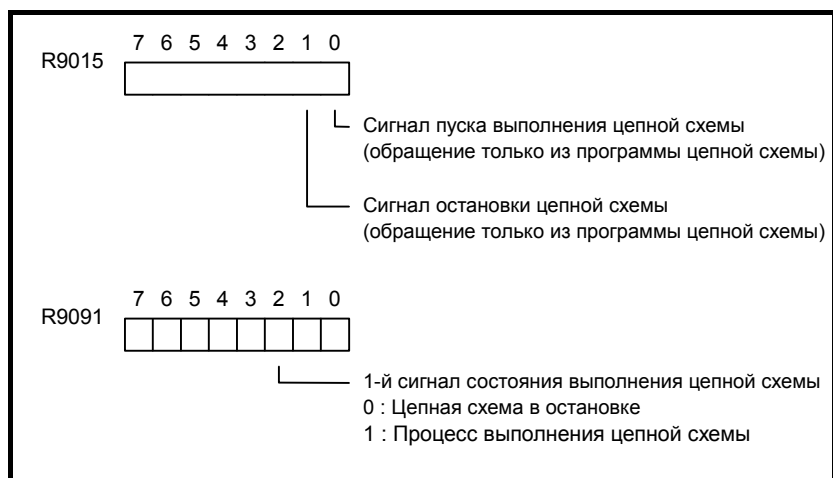 7 6 5 4 3 2 1 0
R9015
Сигнал пуска выполнения цепной схемы
(обращение только из программы цепной схемы)
Сигнал остановки цепной схемы
(обращение только из программы цепной схемы)
7 6 5 4 3 2 1 0
R9091
1-й сигнал состояния выполнения цепной схемы
0 : Цепная схема в остановке
1 : Процесс выполнения цепной схемы